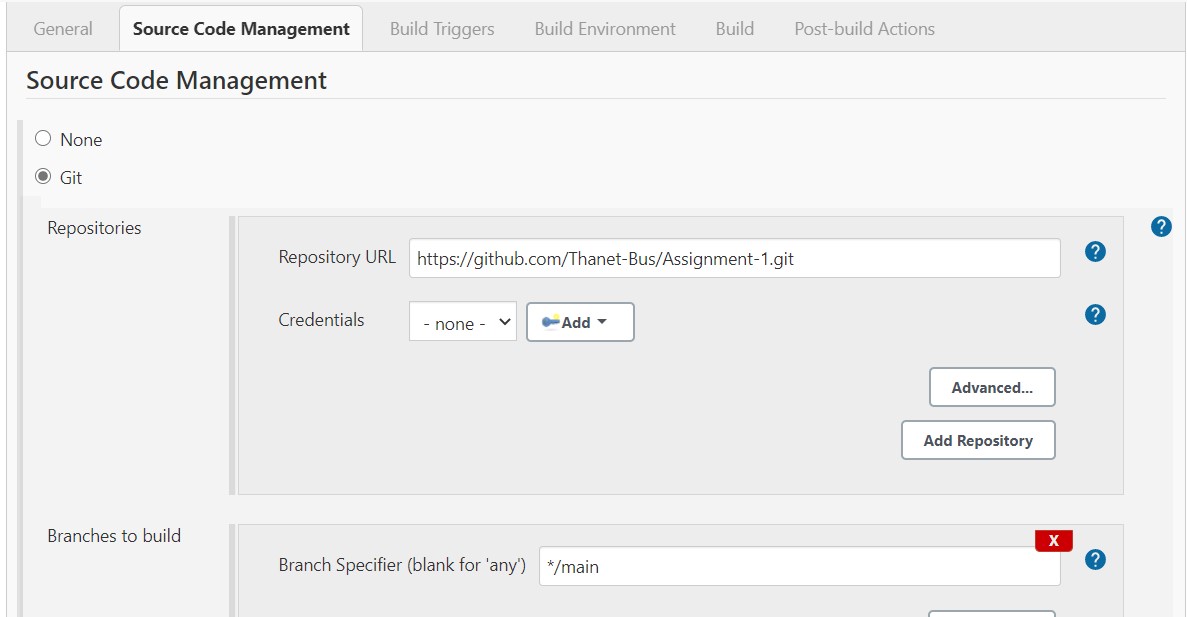 General Source Code Management Build Triggers Build Environment Build Post-build Actions
Source Code Management
None
Git
Repositories
?
Repository URL https://github.com/Thanet-Bus/Assignment-1.git ?
Credentials - none - Add ?
Advanced...
Add Repository
Branches to build
X
Branch Specifier (blank for 'any') */main ?